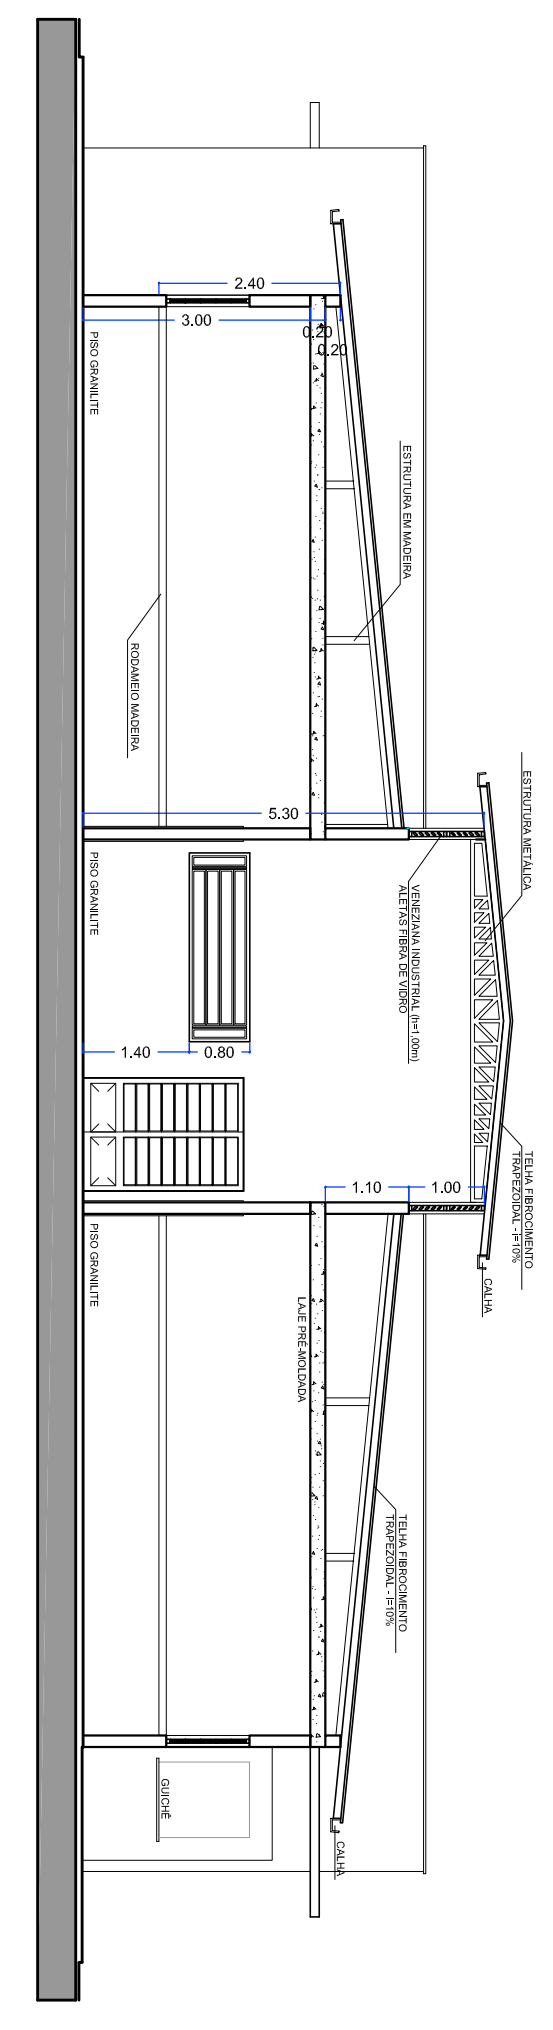 2.40
3.00
0.20
0.20
PISO GRANILITE
ESTRUTURA EM MADEIRA
RODAMEIO MADEIRA
ESTRUTURA METÁLICA
5.30
PISO GRANILITE
VENEZIANA INDUSTRIAL (h=1,00m)
ALETAS FIBRA DE VIDRO
1.40
0.80
TELHA FIBROCIMENTO
TRAPEZOIDAL - i=10%
1.10
1.00
PISO GRANILITE
CALHA
LAJE PRÉ-MOLDADA
TELHA FIBROCIMENTO
TRAPEZOIDAL - i=10%
GUICHÊ
CALHA